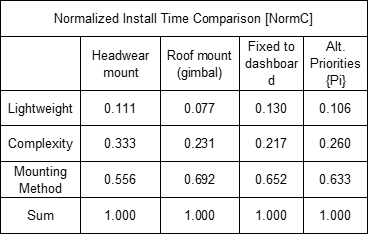 Normalized Install Time Comparison [NormC]
Headwear mount Roof mount (gimbal) Fixed to dashboar d Alt. Priorities {Pi}
Lightweight 0.111 0.077 0.130 0.106
Complexity 0.333 0.231 0.217 0.260
Mounting Method 0.556 0.692 0.652 0.633
Sum 1.000 1.000 1.000 1.000